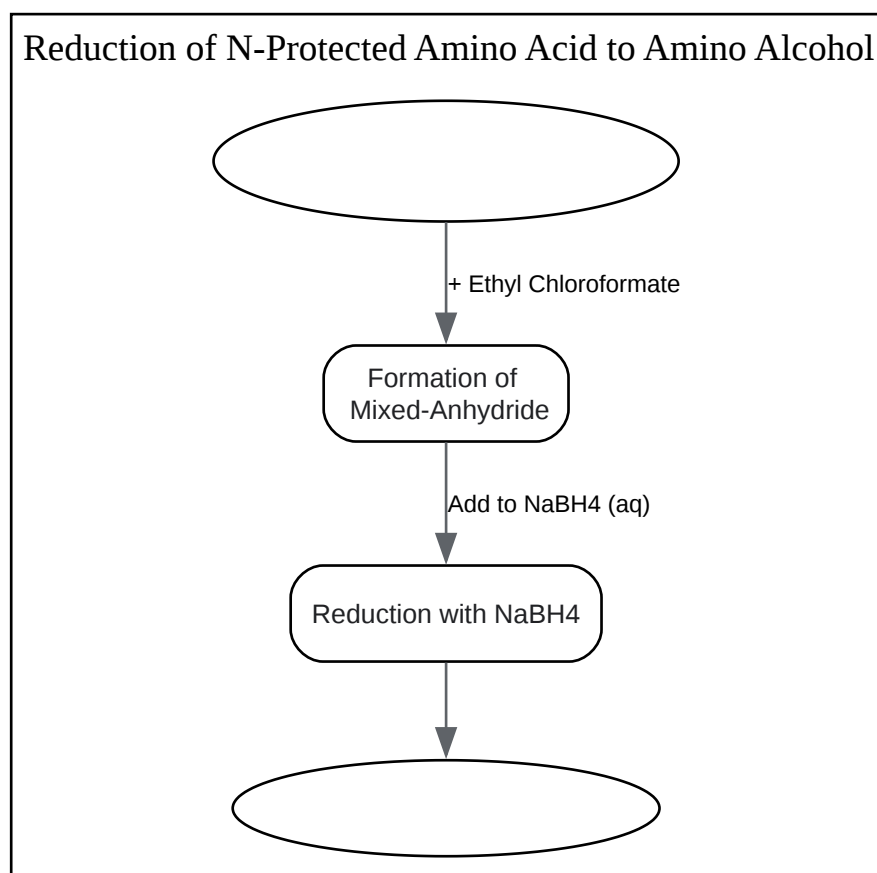 Reduction of N-Protected Amino Acid to Amino Alcohol
+ Ethyl Chloroformate
Formation of
Mixed-Anhydride
Add to NaBH4 (aq)
Reduction with NaBH4